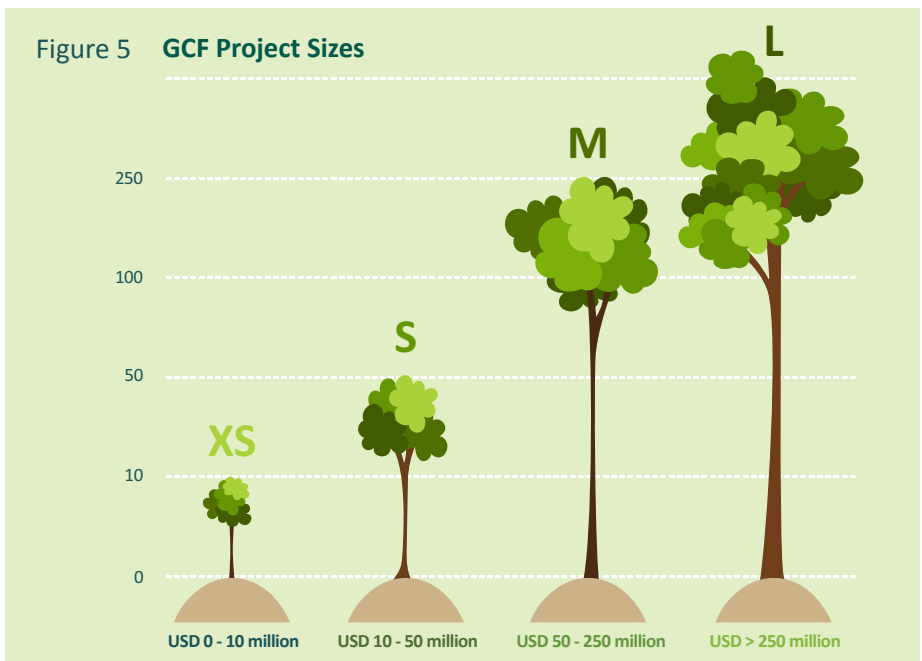 Figure 5 GCF Project Sizes
L
M
250
100
S
50
XS
10
0
USD 0 - 10 million
USD 10 - 50 million
USD 50 - 250 million
USD > 250 million